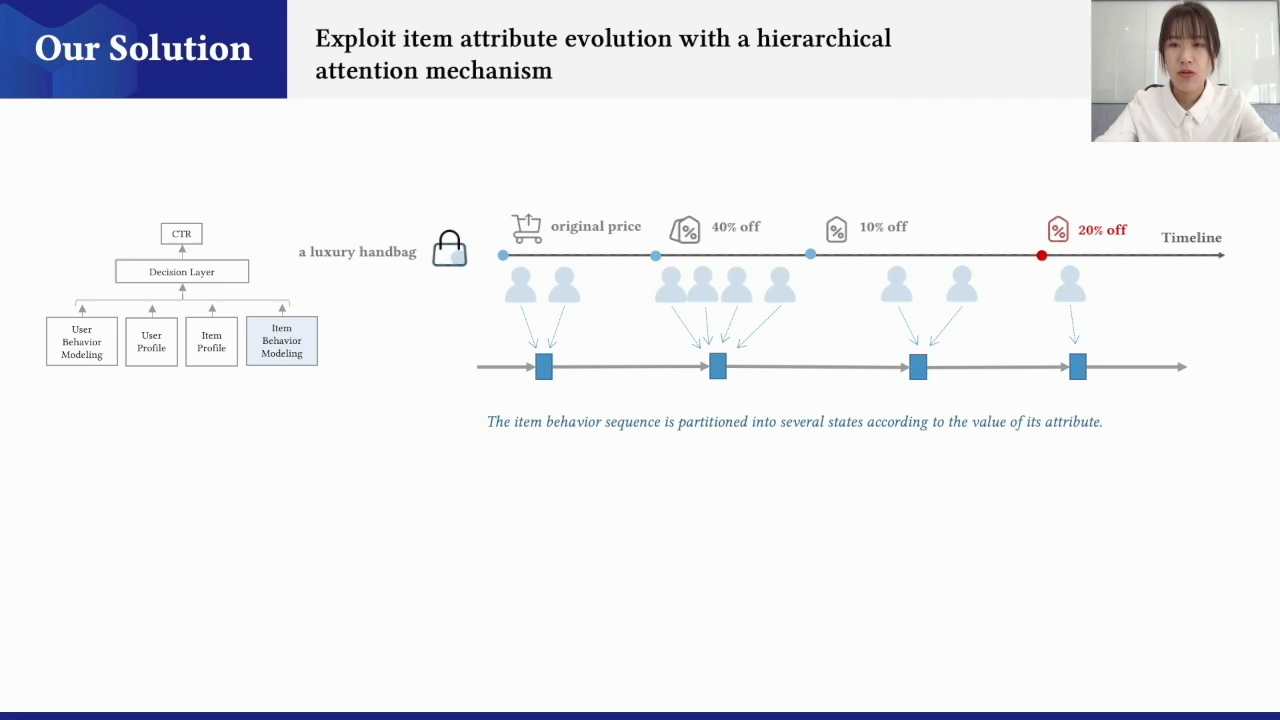 Our Solution
Exploit item attribute evolution with a hierarchical
attention mechanism
CTR
Decision Layer
User
Behavior
Modeling
User
Profile
Item
Profile
Item
Behavior
Modeling
a luxury handbag
original price
% 40% off
% 10% off
% 20% off
Timeline
The item behavior sequence is partitioned into several states according to the value of its attribute.